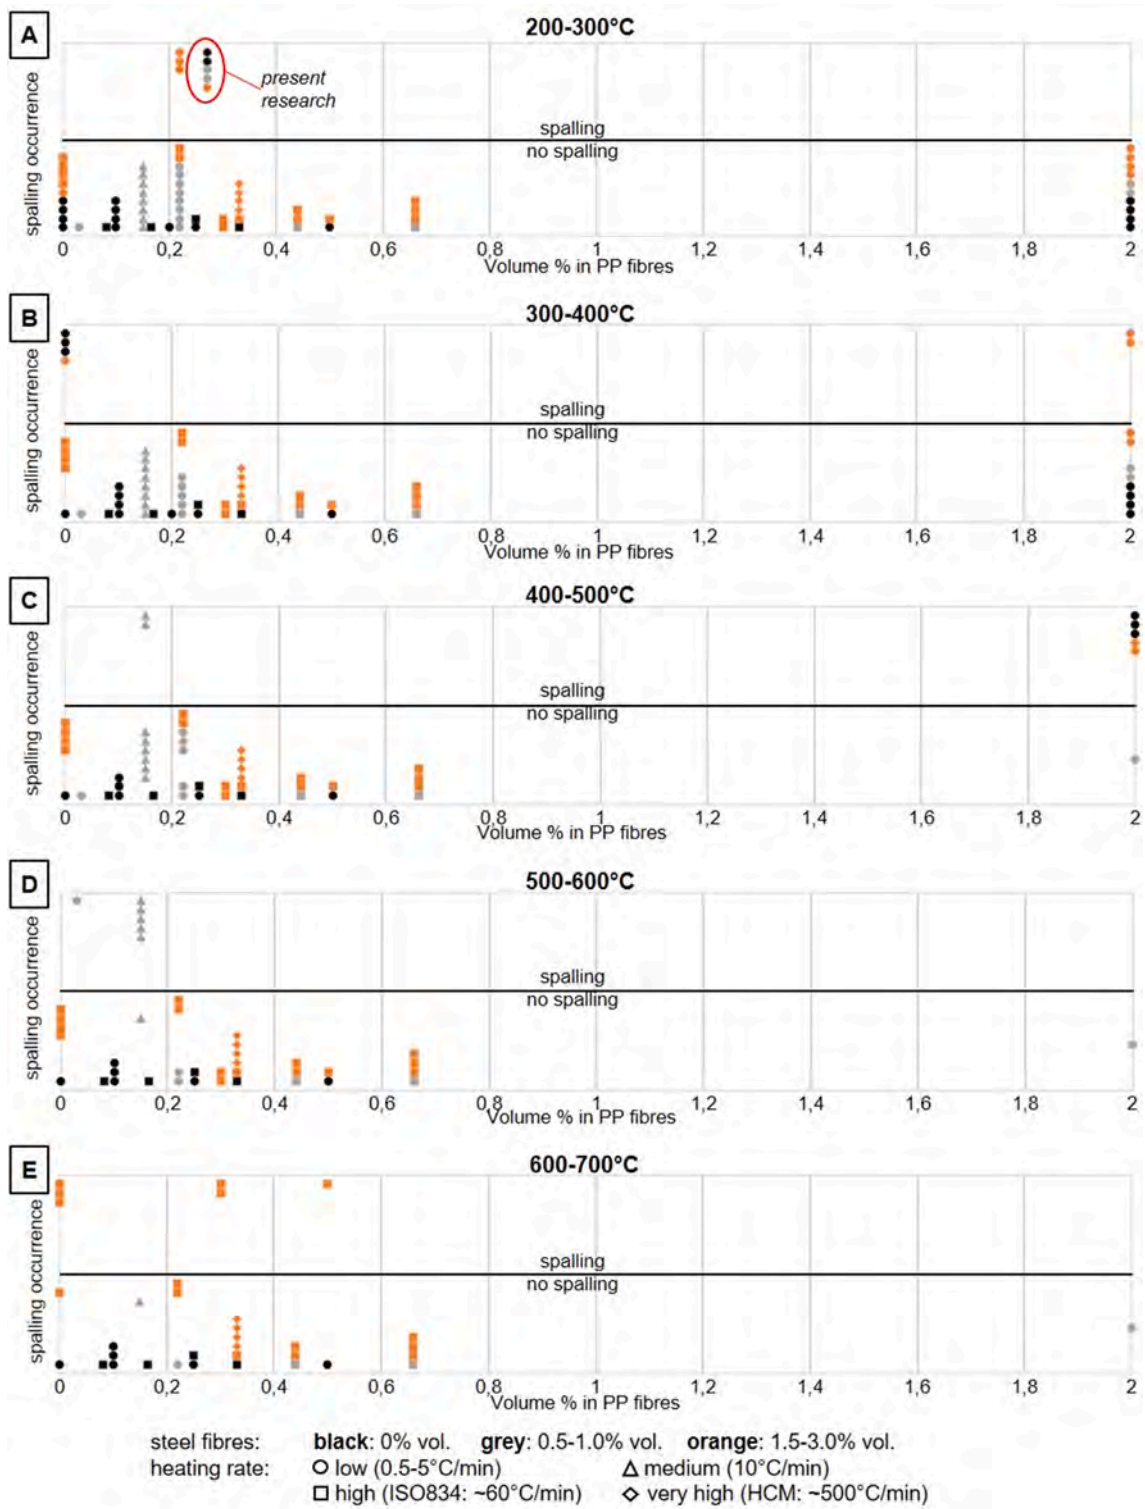 A
200-300°C
spalling occurrence
present
research
spalling
no spalling
0 0,2 0,4 0,6 0,8 1 1,2 1,4 1,6 1,8 2
Volume % in PP fibres
B
300-400°C
spalling occurrence
spalling
no spalling
0 0,2 0,4 0,6 0,8 1 1,2 1,4 1,6 1,8 2
Volume % in PP fibres
C
400-500°C
spalling occurrence
spalling
no spalling
0 0,2 0,4 0,6 0,8 1 1,2 1,4 1,6 1,8 2
Volume % in PP fibres
D
500-600°C
spalling occurrence
spalling
no spalling
0 0,2 0,4 0,6 0,8 1 1,2 1,4 1,6 1,8 2
Volume % in PP fibres
E
600-700°C
spalling occurrence
spalling
no spalling
0 0,2 0,4 0,6 0,8 1 1,2 1,4 1,6 1,8 2
Volume % in PP fibres
steel fibres: black: 0% vol. grey: 0.5-1.0% vol. orange: 1.5-3.0% vol.
heating rate: low (0.5-5°C/min) medium (10°C/min)
high (ISO834: ~60°C/min) very high (HCM: ~500°C/min)